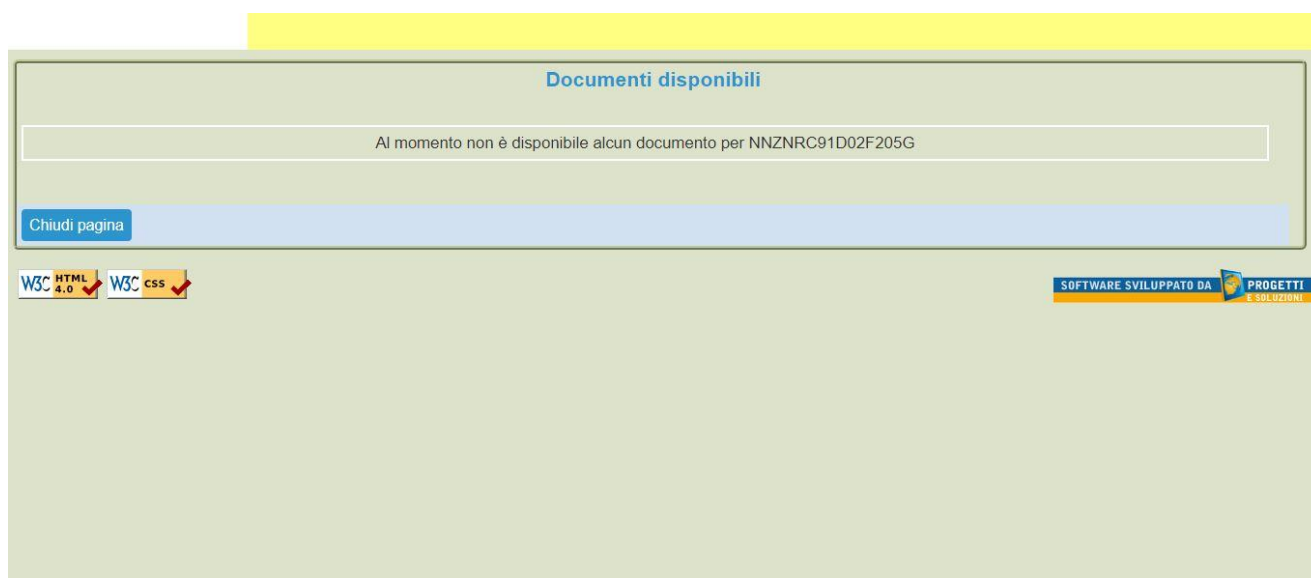 Documenti disponibili
Al momento non è disponibile alcun documento per NNZNRC91D02F205G
Chiudi pagina
W3C HTML 4.0
W3C css
SOFTWARE SVILUPPATO DA PROGETTI
E SOLUZIONI